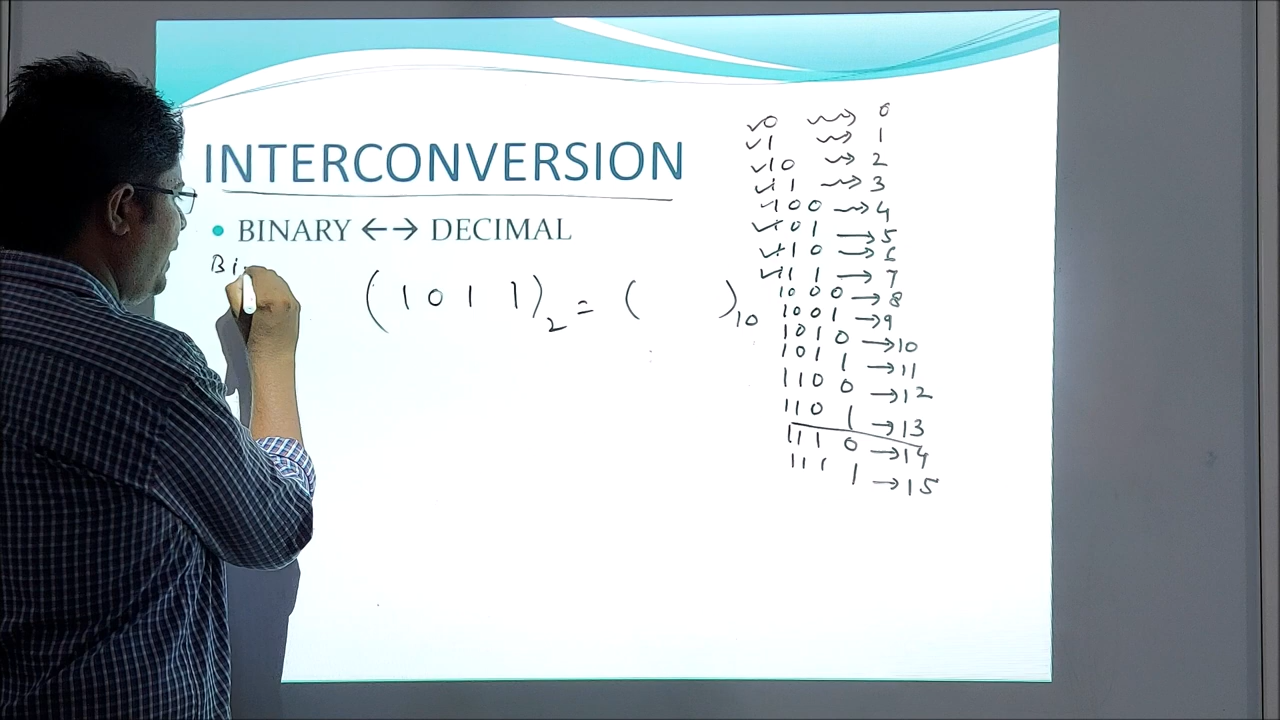 INTERCONVERSION
• BINARY ←→ DECIMAL
Bi
(1 0 1 1)₂ = (   )₁₀
✓0 → 0
✓1 → 1
✓10 → 2
✓11 → 3
✓100 → 4
✓101 → 5
✓110 → 6
✓111 → 7
1000 → 8
1001 → 9
1010 → 10
1011 → 11
1100 → 12
1101 → 13
1110 → 14
1111 → 15